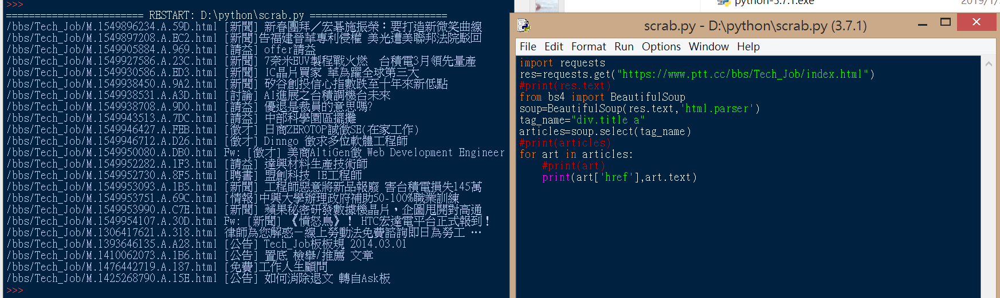 >>>
======================== RESTART: D:\python\scrab.py ========================
/bbs/Tech_Job/M.1549896234.A.59D.html [新聞] 新春團拜／宏碁施振榮：要打造新微笑曲線
/bbs/Tech_Job/M.1549897208.A.EC2.html [新聞]告福建晉華專利侵權 美光遭美聯邦法院駁回
/bbs/Tech_Job/M.1549905884.A.969.html [請益] offer請益
/bbs/Tech_Job/M.1549927586.A.23C.html [新聞] 7奈米EUV製程戰火燃　台積電3月領先量產
/bbs/Tech_Job/M.1549930586.A.ED3.html [新聞] IC晶片買家 華為躍全球第三大
/bbs/Tech_Job/M.1549938450.A.9A2.html [新聞] 矽谷創投信心指數跌至十年來新低點
/bbs/Tech_Job/M.1549938531.A.A3D.html [討論] AI進展之台積調機台未來
/bbs/Tech_Job/M.1549938708.A.9D0.html [請益] 優退是裁員的意思嗎?
/bbs/Tech_Job/M.1549943513.A.7DC.html [請益] 中部科學園區擺攤
/bbs/Tech_Job/M.1549946427.A.FEB.html [徵才] 日商ZEROTOP誠徵SE(在家工作)
/bbs/Tech_Job/M.1549946712.A.D26.html [徵才] Dinngo 徵求多位軟體工程師
/bbs/Tech_Job/M.1549950080.A.DB0.html Fw: [徵才] 美商AltiGen徵 Web Development Engineer
/bbs/Tech_Job/M.1549952282.A.1F3.html [請益] 達興材料生產技術師
/bbs/Tech_Job/M.1549952730.A.8F5.html [聘書] 盟創科技 IE工程師
/bbs/Tech_Job/M.1549953093.A.1B5.html [新聞] 工程師惡意將新品報廢 害台積電損失145萬
/bbs/Tech_Job/M.1549953751.A.69C.html [情報]中興大學辦理政府補助50-100%職業訓練
/bbs/Tech_Job/M.1549953990.A.C7E.html [新聞] 蘋果秘密研發數據機晶片，企圖甩開對高通
/bbs/Tech_Job/M.1549954107.A.30D.html Fw: [新聞] 《憤怒鳥》！ HTC宏達電平台正式報到！
/bbs/Tech_Job/M.1306417621.A.318.html 律師為您解惑－線上勞動法免費諮詢即日為勞工 …
/bbs/Tech_Job/M.1393646135.A.A28.html [公告] Tech_Job板板規 2014.03.01
/bbs/Tech_Job/M.1410062073.A.1B6.html [公告] 置底 檢舉/推薦 文章
/bbs/Tech_Job/M.1476442719.A.187.html [免費]工作人生顧問
/bbs/Tech_Job/M.1425268790.A.15E.html [公告] 如何消除退文 轉自Ask板
>>>
python-3.7.1.exe
2019/1/
scrab.py - D:\python\scrab.py (3.7.1)
File Edit Format Run Options Window Help
import requests
res=requests.get("https://www.ptt.cc/bbs/Tech_Job/index.html")
#print(res.text)
from bs4 import BeautifulSoup
soup=BeautifulSoup(res.text,'html.parser')
tag_name="div.title a"
articles=soup.select(tag_name)
#print(articles)
for art in articles:
    #print(art)
    print(art['href'],art.text)